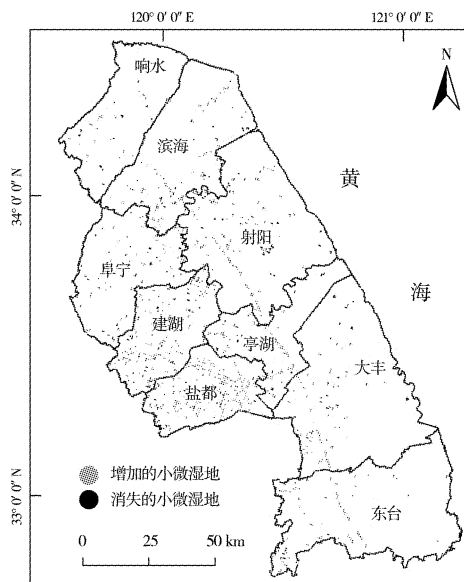 120° 0′ 0″ E
121° 0′ 0″ E
N
响水
滨海
黄
34° 0′ 0″ N
射阳
阜宁
海
建湖
亭湖
大丰
盐都
增加的小微湿地
33° 0′ 0″ N
消失的小微湿地
东台
0 25 50 km